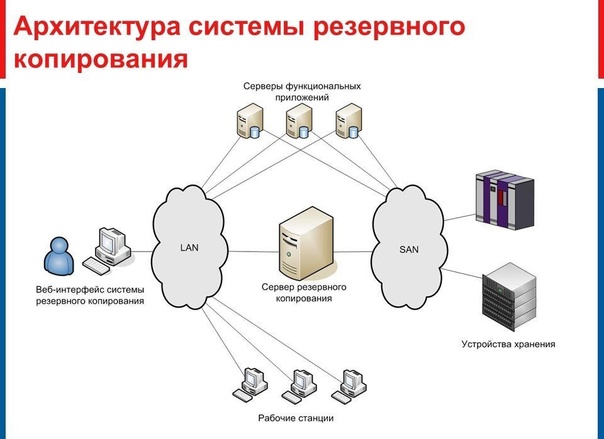 Архитектура системы резервного
копирования
Серверы функциональных
приложений
LAN
SAN
Веб-интерфейс системы
резервного копирования
Сервер резервного
копирования
Устройства хранения
Рабочие станции